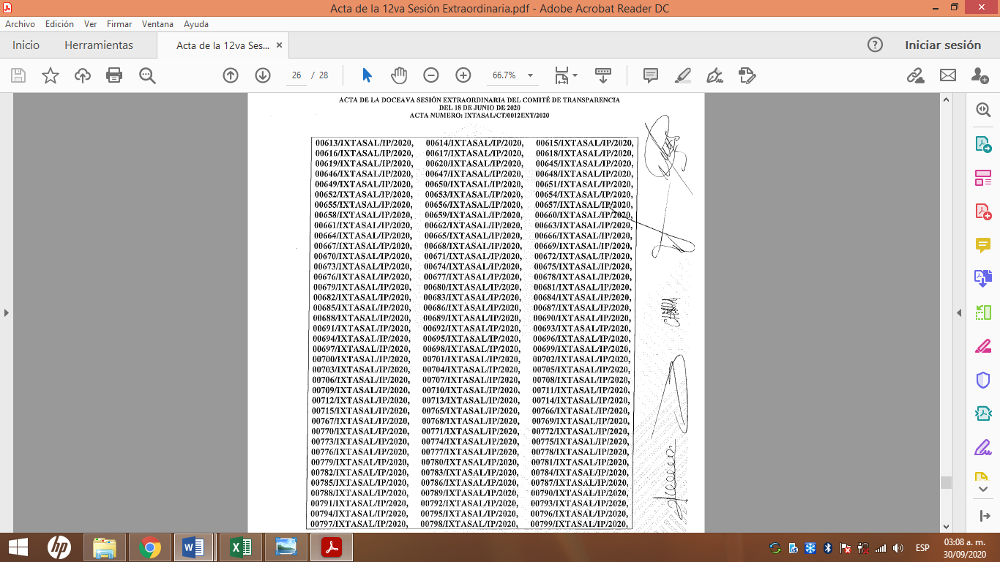 Acta de la 12va Sesión Extraordinaria.pdf - Adobe Acrobat Reader DC
Archivo Edición Ver Firmar Ventana Ayuda
Inicio Herramientas Acta de la 12va Ses... × Iniciar sesión
26 / 28 66.7%
ACTA DE LA DOCEAVA SESIÓN EXTRAORDINARIA DEL COMITÉ DE TRANSPARENCIA
DEL 18 DE JUNIO DE 2020
ACTA NUMERO: IXTASAL/CT/0012EXT/2020
00613/IXTASAL/IP/2020, 00614/IXTASAL/IP/2020, 00615/IXTASAL/IP/2020,
00616/IXTASAL/IP/2020, 00617/IXTASAL/IP/2020, 00618/IXTASAL/IP/2020,
00619/IXTASAL/IP/2020, 00620/IXTASAL/IP/2020, 00645/IXTASAL/IP/2020,
00646/IXTASAL/IP/2020, 00647/IXTASAL/IP/2020, 00648/IXTASAL/IP/2020,
00649/IXTASAL/IP/2020, 00650/IXTASAL/IP/2020, 00651/IXTASAL/IP/2020,
00652/IXTASAL/IP/2020, 00653/IXTASAL/IP/2020, 00654/IXTASAL/IP/2020,
00655/IXTASAL/IP/2020, 00656/IXTASAL/IP/2020, 00657/IXTASAL/IP/2020,
00658/IXTASAL/IP/2020, 00659/IXTASAL/IP/2020, 00660/IXTASAL/IP/2020,
00661/IXTASAL/IP/2020, 00662/IXTASAL/IP/2020, 00663/IXTASAL/IP/2020,
00664/IXTASAL/IP/2020, 00665/IXTASAL/IP/2020, 00666/IXTASAL/IP/2020,
00667/IXTASAL/IP/2020, 00668/IXTASAL/IP/2020, 00669/IXTASAL/IP/2020,
00670/IXTASAL/IP/2020, 00671/IXTASAL/IP/2020, 00672/IXTASAL/IP/2020,
00673/IXTASAL/IP/2020, 00674/IXTASAL/IP/2020, 00675/IXTASAL/IP/2020,
00676/IXTASAL/IP/2020, 00677/IXTASAL/IP/2020, 00678/IXTASAL/IP/2020,
00679/IXTASAL/IP/2020, 00680/IXTASAL/IP/2020, 00681/IXTASAL/IP/2020,
00682/IXTASAL/IP/2020, 00683/IXTASAL/IP/2020, 00684/IXTASAL/IP/2020,
00685/IXTASAL/IP/2020, 00686/IXTASAL/IP/2020, 00687/IXTASAL/IP/2020,
00688/IXTASAL/IP/2020, 00689/IXTASAL/IP/2020, 00690/IXTASAL/IP/2020,
00691/IXTASAL/IP/2020, 00692/IXTASAL/IP/2020, 00693/IXTASAL/IP/2020,
00694/IXTASAL/IP/2020, 00695/IXTASAL/IP/2020, 00696/IXTASAL/IP/2020,
00697/IXTASAL/IP/2020, 00698/IXTASAL/IP/2020, 00699/IXTASAL/IP/2020,
00700/IXTASAL/IP/2020, 00701/IXTASAL/IP/2020, 00702/IXTASAL/IP/2020,
00703/IXTASAL/IP/2020, 00704/IXTASAL/IP/2020, 00705/IXTASAL/IP/2020,
00706/IXTASAL/IP/2020, 00707/IXTASAL/IP/2020, 00708/IXTASAL/IP/2020,
00709/IXTASAL/IP/2020, 00710/IXTASAL/IP/2020, 00711/IXTASAL/IP/2020,
00712/IXTASAL/IP/2020, 00713/IXTASAL/IP/2020, 00714/IXTASAL/IP/2020,
00715/IXTASAL/IP/2020, 00765/IXTASAL/IP/2020, 00766/IXTASAL/IP/2020,
00767/IXTASAL/IP/2020, 00768/IXTASAL/IP/2020, 00769/IXTASAL/IP/2020,
00770/IXTASAL/IP/2020, 00771/IXTASAL/IP/2020, 00772/IXTASAL/IP/2020,
00773/IXTASAL/IP/2020, 00774/IXTASAL/IP/2020, 00775/IXTASAL/IP/2020,
00776/IXTASAL/IP/2020, 00777/IXTASAL/IP/2020, 00778/IXTASAL/IP/2020,
00779/IXTASAL/IP/2020, 00780/IXTASAL/IP/2020, 00781/IXTASAL/IP/2020,
00782/IXTASAL/IP/2020, 00783/IXTASAL/IP/2020, 00784/IXTASAL/IP/2020,
00785/IXTASAL/IP/2020, 00786/IXTASAL/IP/2020, 00787/IXTASAL/IP/2020,
00788/IXTASAL/IP/2020, 00789/IXTASAL/IP/2020, 00790/IXTASAL/IP/2020,
00791/IXTASAL/IP/2020, 00792/IXTASAL/IP/2020, 00793/IXTASAL/IP/2020,
00794/IXTASAL/IP/2020, 00795/IXTASAL/IP/2020, 00796/IXTASAL/IP/2020,
00797/IXTASAL/IP/2020, 00798/IXTASAL/IP/2020, 00799/IXTASAL/IP/2020,
ESP 03:08 a. m.
30/09/2020